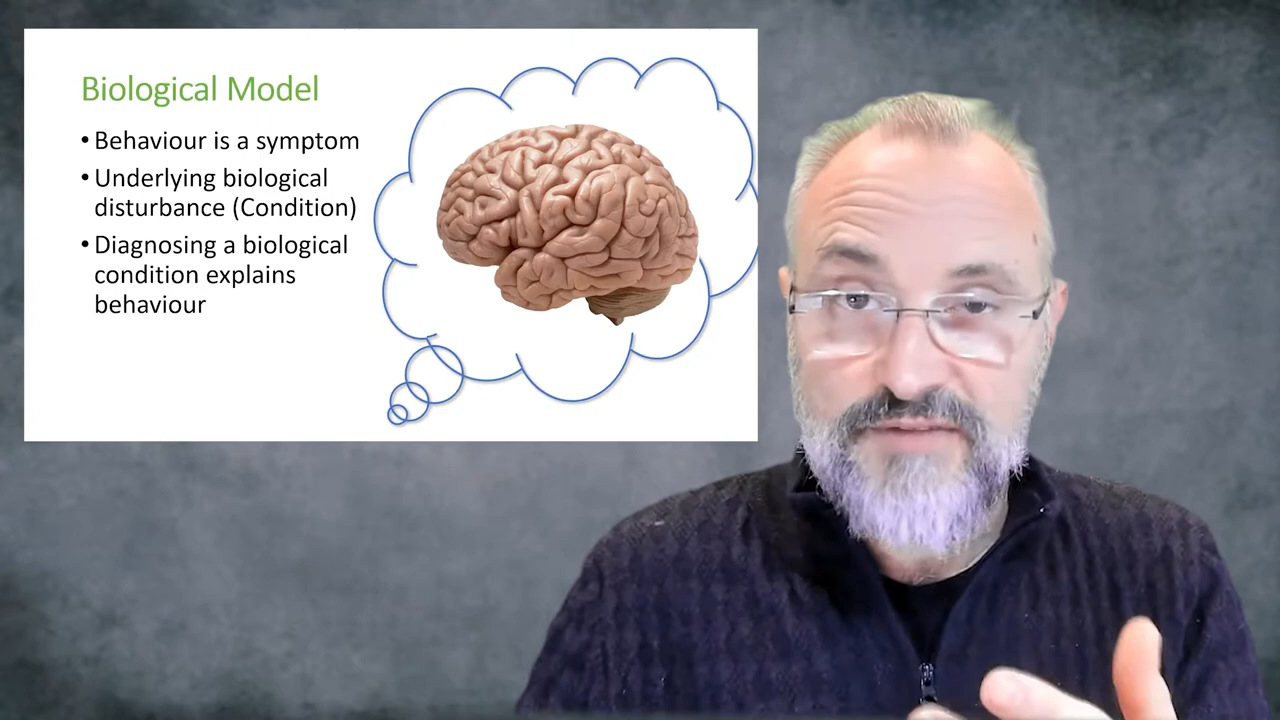 Biological Model
• Behaviour is a symptom
• Underlying biological
disturbance (Condition)
• Diagnosing a biological
condition explains
behaviour